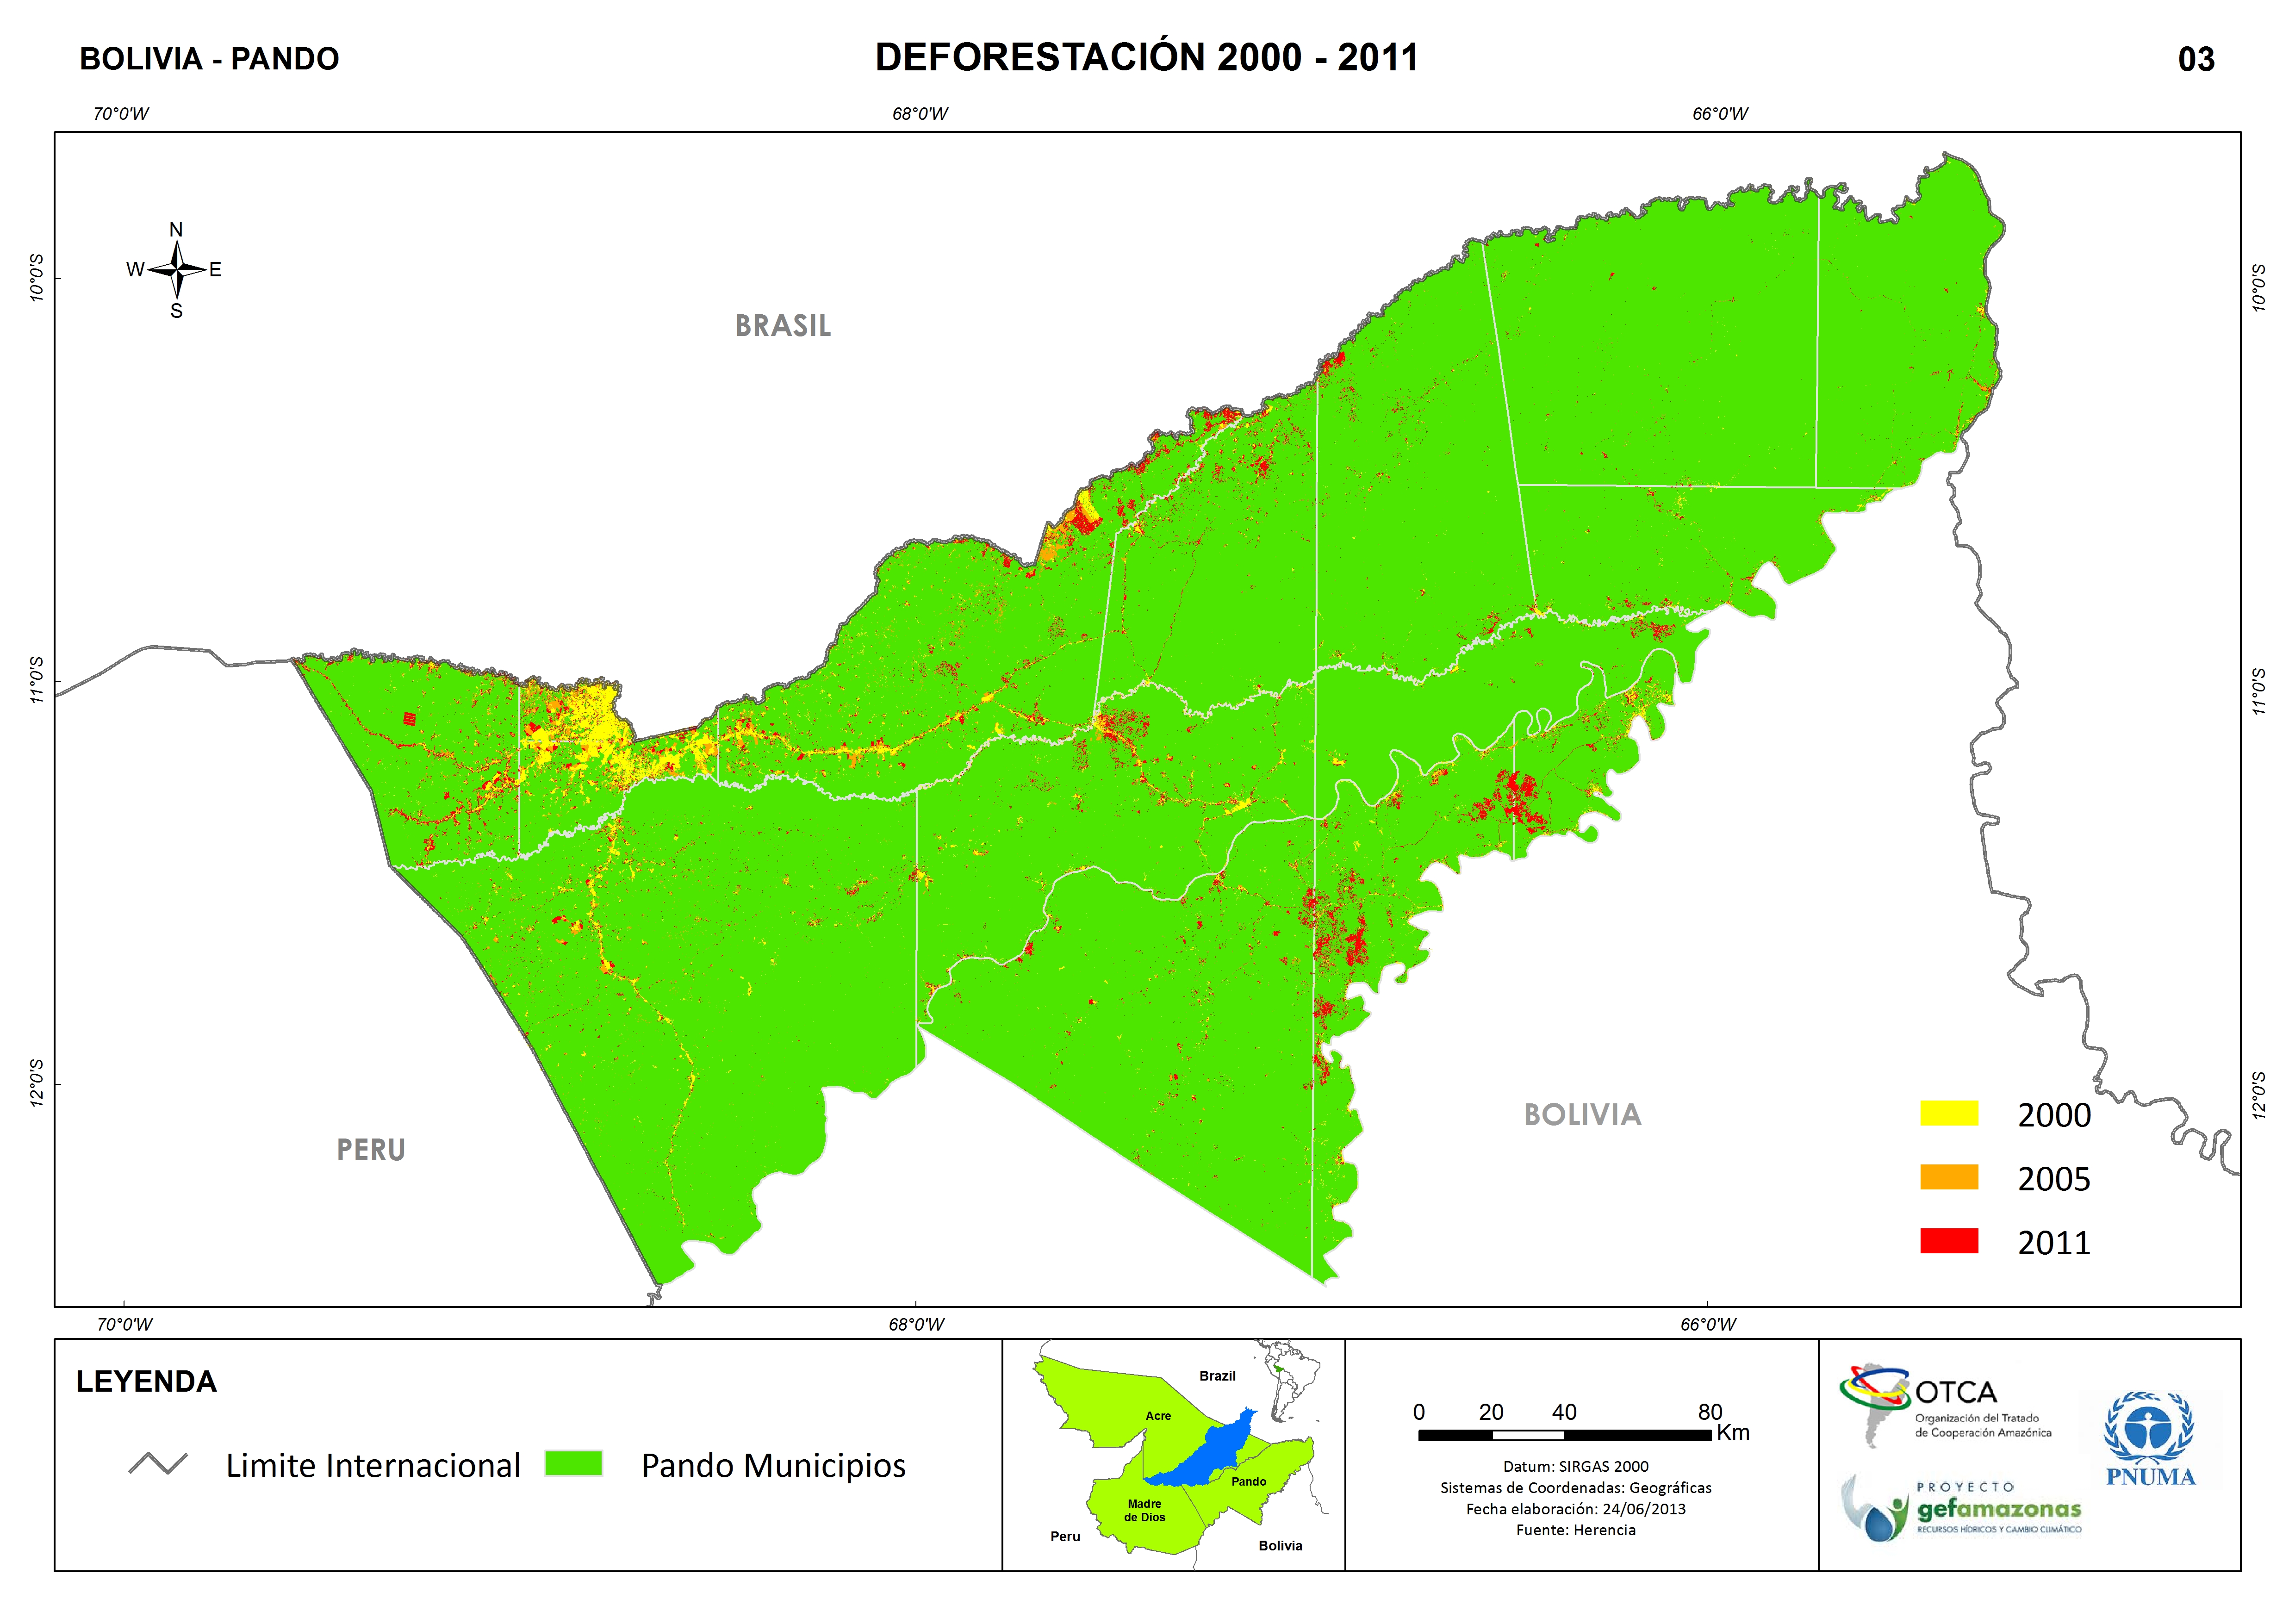 BOLIVIA - PANDO
DEFORESTACIÓN 2000 - 2011
03
70°0'W
68°0'W
66°0'W
10°0'S
10°0'S
N
W
E
S
BRASIL
11°0'S
11°0'S
12°0'S
12°0'S
PERU
BOLIVIA
2000
2005
2011
70°0'W
68°0'W
66°0'W
LEYENDA
Limite Internacional
Pando Municipios
Brazil
Acre
Pando
Madre
de Dios
Peru
Bolivia
0 20 40 80
Km
Datum: SIRGAS 2000
Sistemas de Coordenadas: Geográficas
Fecha elaboración: 24/06/2013
Fuente: Herencia
OTCA
Organización del Tratado
de Cooperación Amazónica
PNUMA
PROYECTO
gefamazonas
RECURSOS HÍDRICOS Y CAMBIO CLIMÁTICO